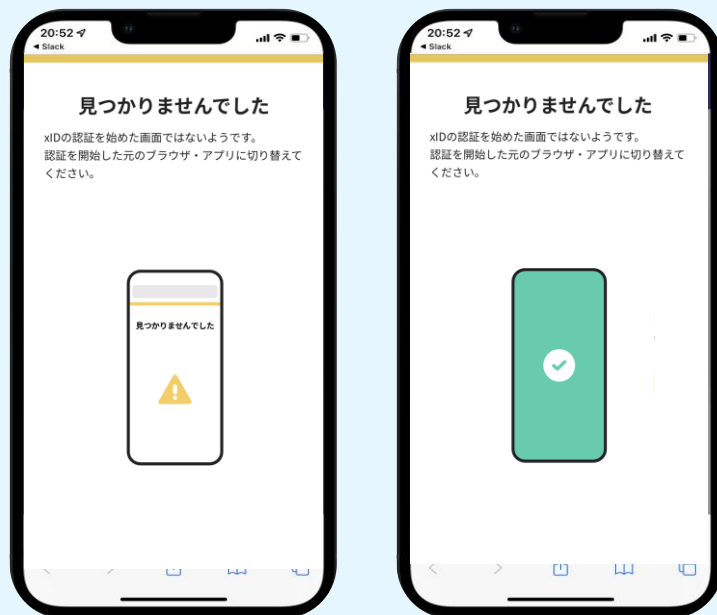 20:52
◀ Slack
見つかりませんでした
xIDの認証を始めた画面ではないようです。
認証を開始した元のブラウザ・アプリに切り替えて
ください。
見つかりませんでした
20:52
◀ Slack
見つかりませんでした
xIDの認証を始めた画面ではないようです。
認証を開始した元のブラウザ・アプリに切り替えて
ください。